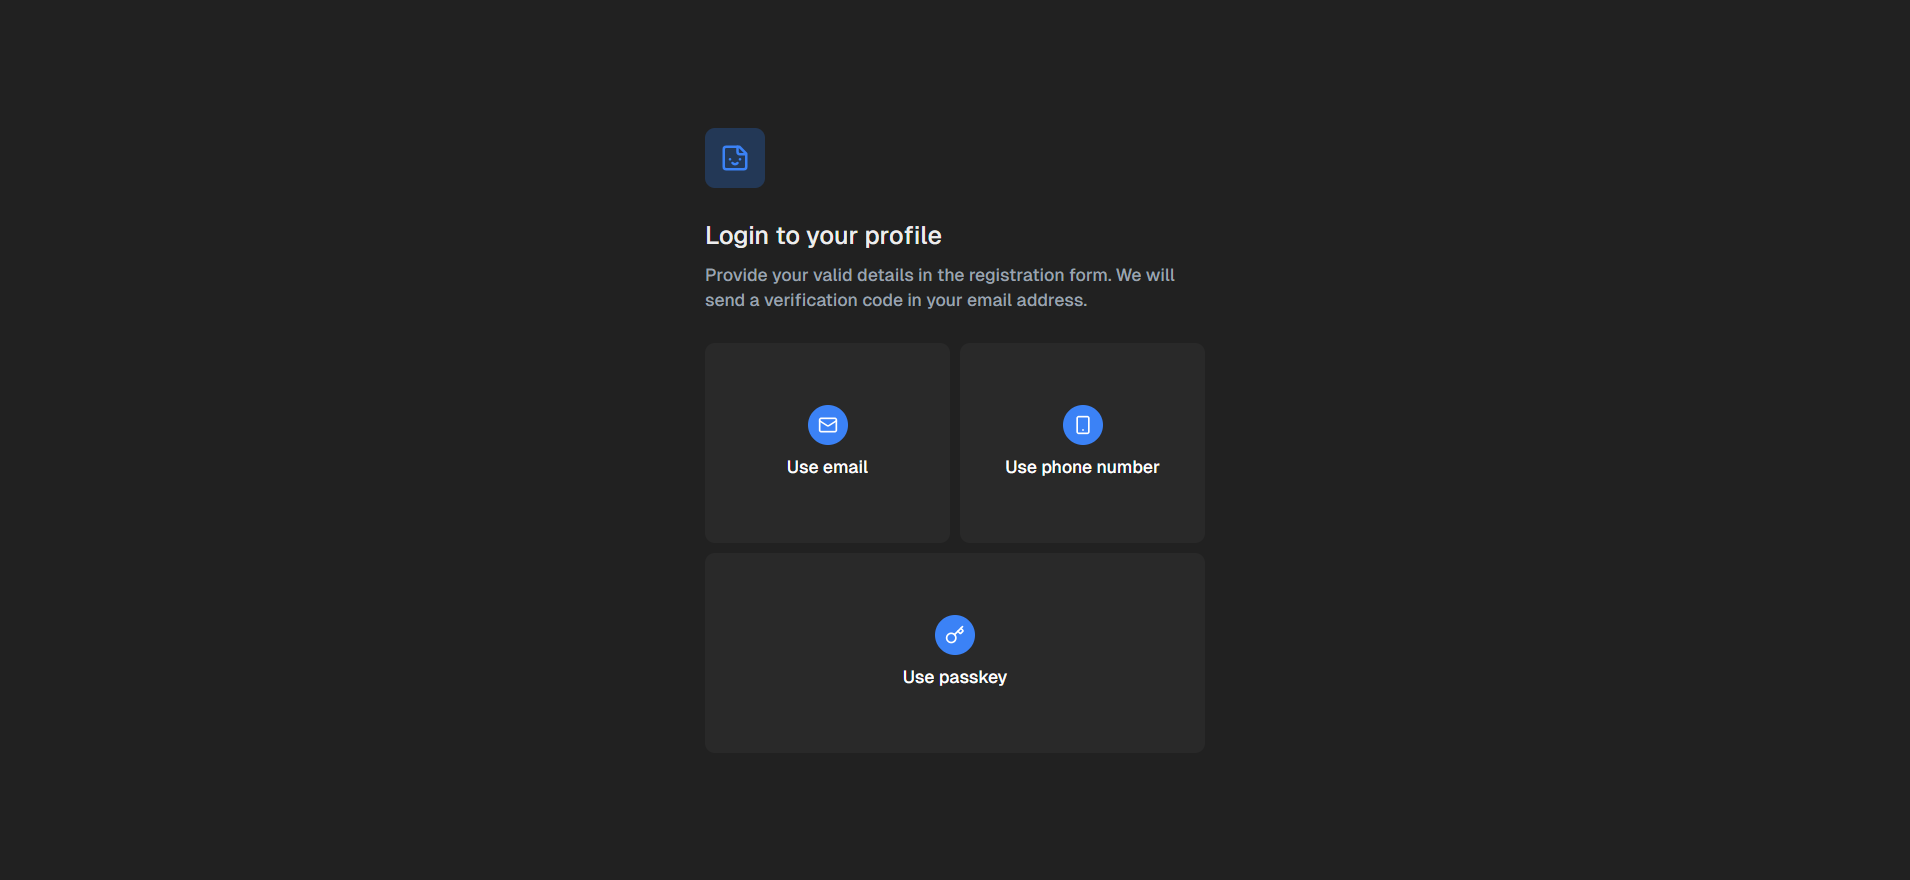 Login to your profile
Provide your valid details in the registration form. We will
send a verification code in your email address.
Use email
Use phone number
Use passkey